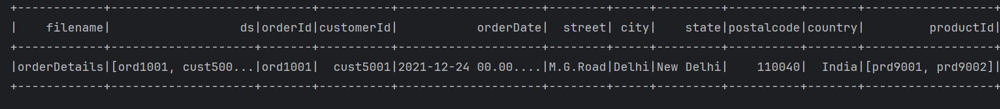 +------------+--------------------+-------+----------+--------------------+--------+-----+---------+----------+-------+------------------+
|    filename|                  ds|orderId|customerId|           orderDate|  street| city|    state|postalcode|country|         productId|
+------------+--------------------+-------+----------+--------------------+--------+-----+---------+----------+-------+------------------+
|orderDetails|[ord1001, cust500...|ord1001|  cust5001|2021-12-24 00.00....|M.G.Road|Delhi|New Delhi|    110040|  India|[prd9001, prd9002]|
+------------+--------------------+-------+----------+--------------------+--------+-----+---------+----------+-------+------------------+